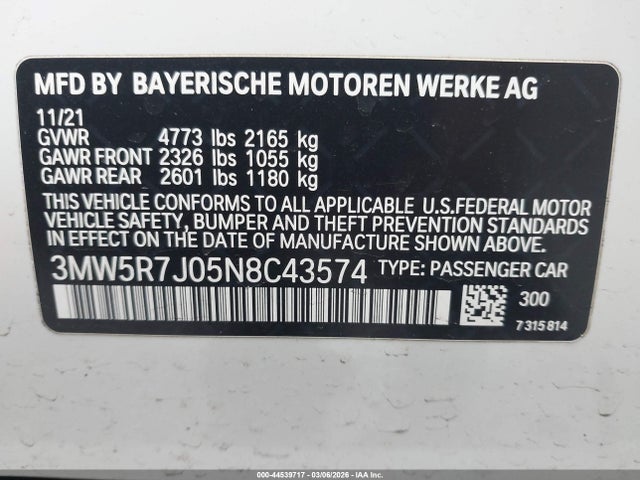 MFD BY BAYERISCHE MOTOREN WERKE AG
11/21
GVWR 4773 lbs 2165 kg
GAWR FRONT 2326 lbs 1055 kg
GAWR REAR 2601 lbs 1180 kg
THIS VEHICLE CONFORMS TO ALL APPLICABLE U.S.FEDERAL MOTOR
VEHICLE SAFETY, BUMPER AND THEFT PREVENTION STANDARDS
IN EFFECT ON THE DATE OF MANUFACTURE SHOWN ABOVE.
3MW5R7J05N8C43574 TYPE: PASSENGER CAR
300
7 315 814
000-44539717 - 03/06/2026 - IAAI.COM